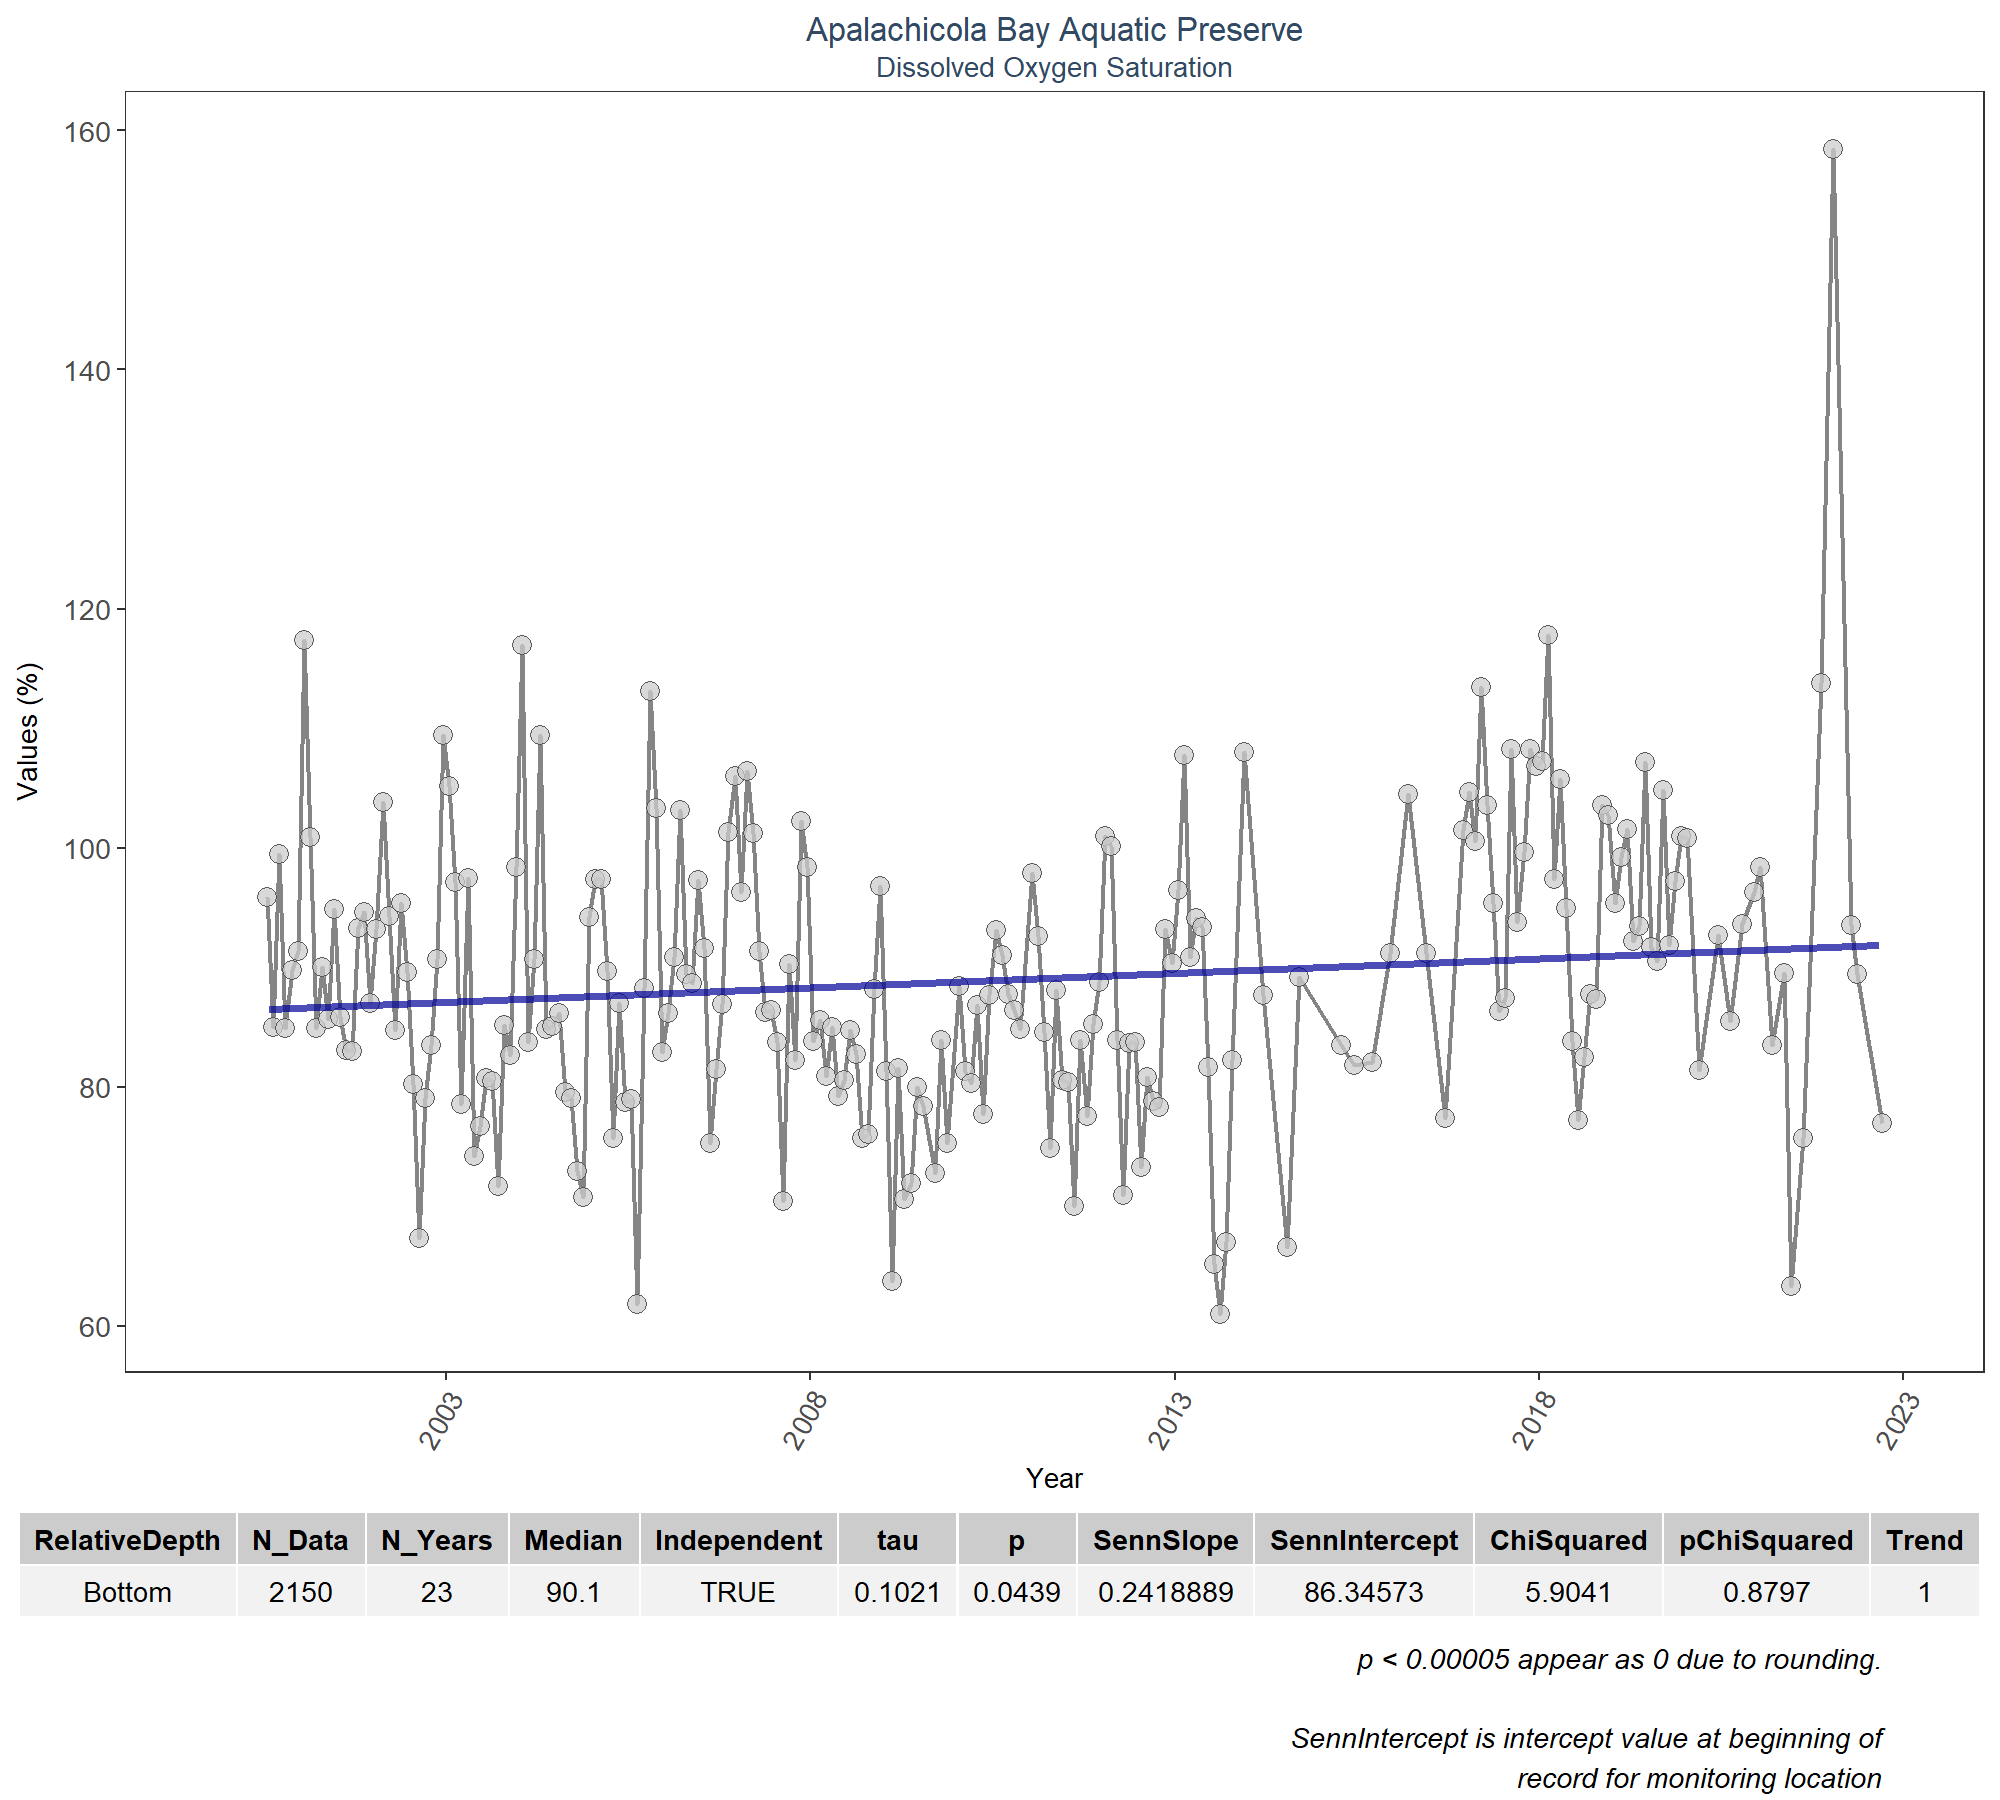 Apalachicola Bay Aquatic Preserve
Dissolved Oxygen Saturation
160
140
120
100
80
60
Values (%)
2003 2008 2013 2018 2023
Year
RelativeDepth N_Data N_Years Median Independent tau p SennSlope SennIntercept ChiSquared pChiSquared Trend
Bottom 2150 23 90.1 TRUE 0.1021 0.0439 0.2418889 86.34573 5.9041 0.8797 1
p < 0.00005 appear as 0 due to rounding.
SennIntercept is intercept value at beginning of
record for monitoring location